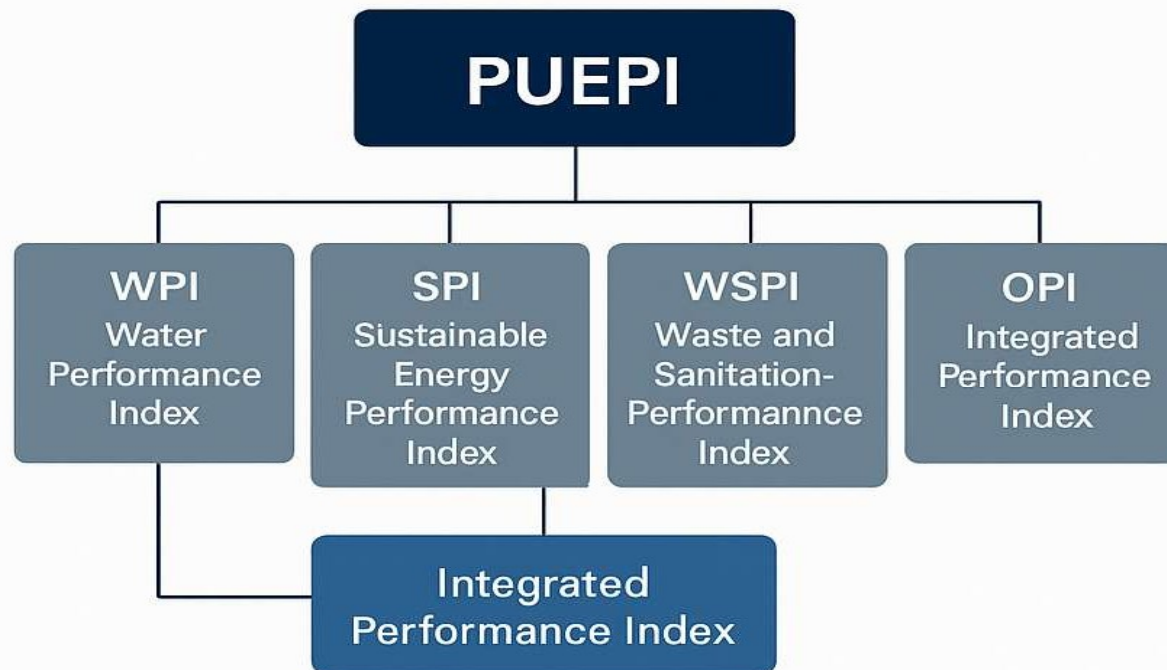 PUEPI
WPI
Water
Performance
Index
SPI
Sustainable
Energy
Performance
Index
WSPI
Waste and
Sanitation-
Performannce
Index
OPI
Integrated
Performance
Index
Integrated
Performance Index